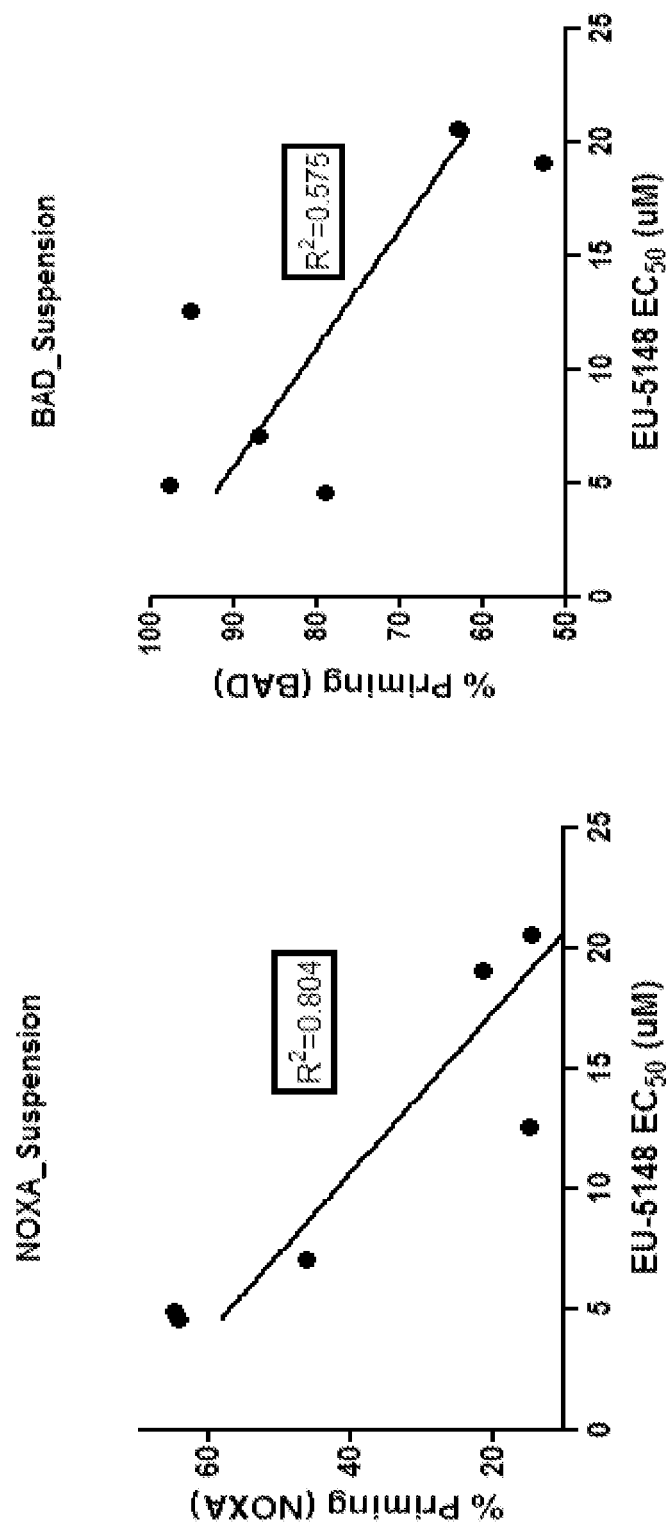 NOXA_Suspension
R²=0.804
% Priming (NOXA)
60
40
20
0
5
10
15
20
25
EU-5148 EC₅₀ (uM)
BAD_Suspension
R²=0.575
% Priming (BAD)
100
90
80
70
60
50
0
5
10
15
20
25
EU-5148 EC₅₀ (uM)